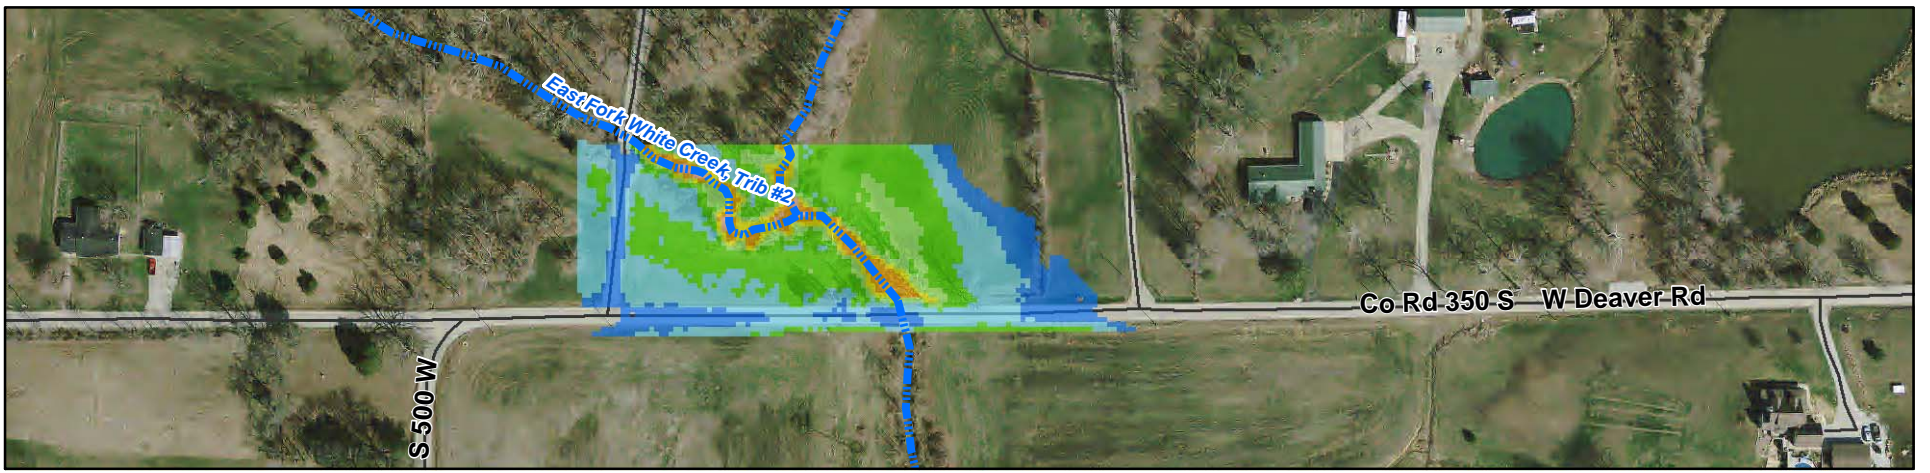 East Fork White Creek, Trib #2
Co Rd 350 S W Deaver Rd
S 500 W